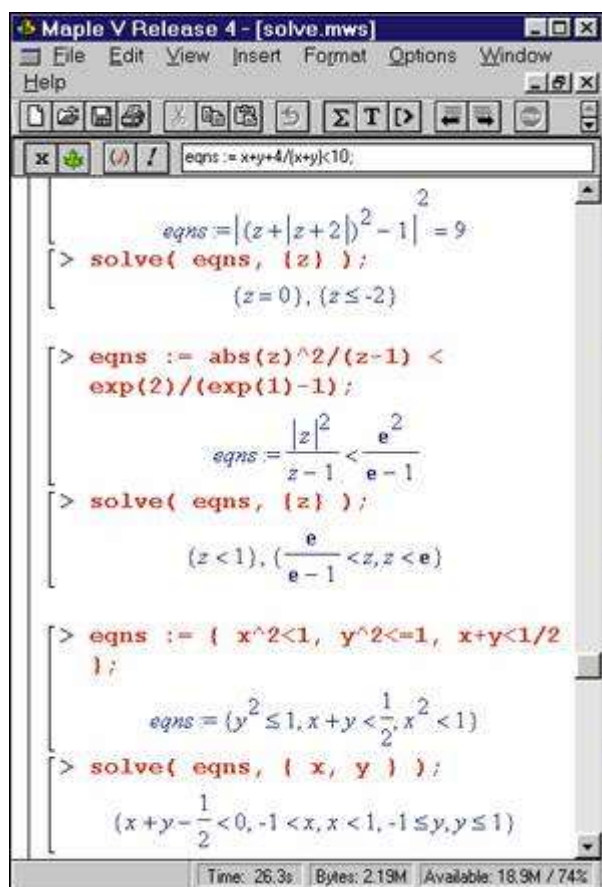 Maple V Release 4 - [solve.mws]
File Edit View Insert Format Options Window
Help
Σ T [>
x (/) !  eqns := x+y+4/(x+y)<10;
eqns := |(z+|z+2|)^2 - 1|^2 = 9
> solve( eqns, {z} );
{z = 0}, {z ≤ -2}
> eqns := abs(z)^2/(z-1) <
exp(2)/(exp(1)-1);
eqns := |z|^2/(z - 1) < e^2/(e - 1)
> solve( eqns, {z} );
{z < 1}, {e/(e - 1) < z, z < e}
> eqns := { x^2<1, y^2<=1, x+y<1/2
};
eqns := {y^2 ≤ 1, x + y < 1/2, x^2 < 1}
> solve( eqns, { x, y } );
{x + y - 1/2 < 0, -1 < x, x < 1, -1 ≤ y, y ≤ 1}
Time: 26.3s Bytes: 2.19M Available: 18.9M / 74%